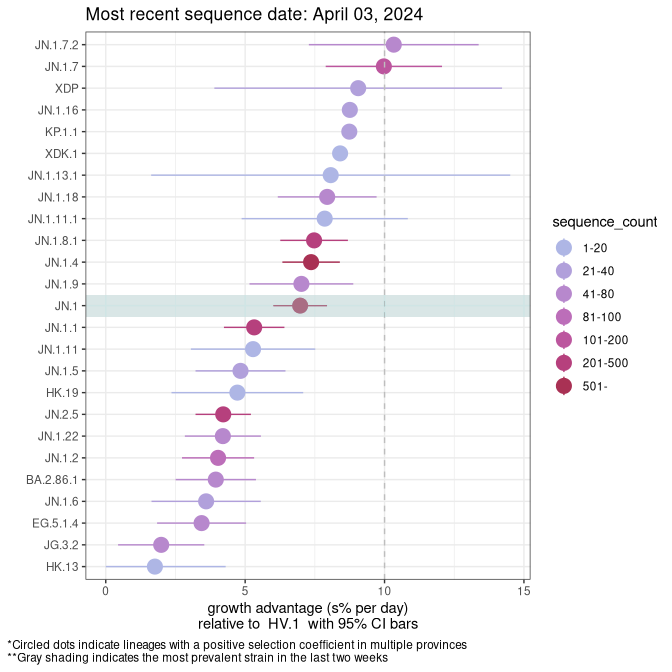 Most recent sequence date: April 03, 2024
JN.1.7.2
JN.1.7
XDP
JN.1.16
KP.1.1
XDK.1
JN.1.13.1
JN.1.18
JN.1.11.1
JN.1.8.1
JN.1.4
JN.1.9
JN.1
JN.1.1
JN.1.11
JN.1.5
HK.19
JN.2.5
JN.1.22
JN.1.2
BA.2.86.1
JN.1.6
EG.5.1.4
JG.3.2
HK.13
0 5 10 15
growth advantage (s% per day)
relative to HV.1 with 95% CI bars
sequence_count
1-20
21-40
41-80
81-100
101-200
201-500
501-
*Circled dots indicate lineages with a positive selection coefficient in multiple provinces
**Gray shading indicates the most prevalent strain in the last two weeks